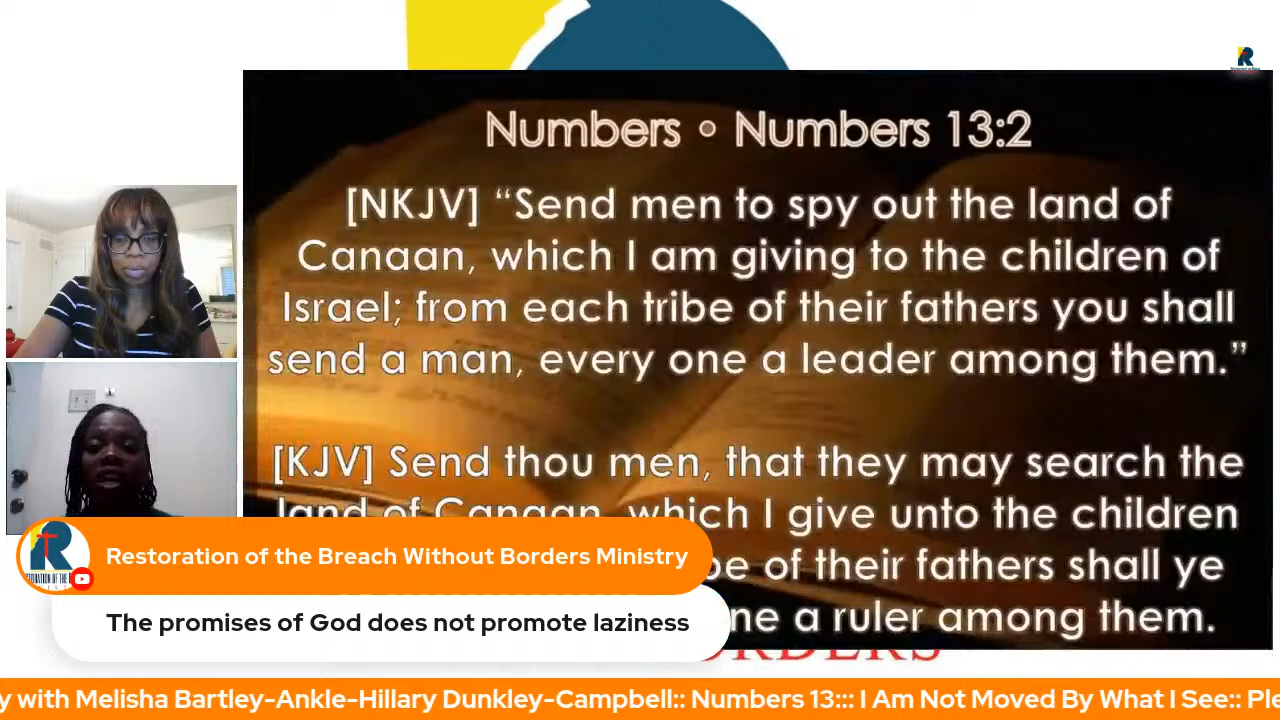 Numbers • Numbers 13:2
[NKJV] “Send men to spy out the land of
Canaan, which I am giving to the children of
Israel; from each tribe of their fathers you shall
send a man, every one a leader among them.”
[KJV] Send thou men, that they may search the
land of Canaan, which I give unto the children
of their fathers shall ye
a ruler among them.
Restoration of the Breach Without Borders Ministry
The promises of God does not promote laziness
with Melisha Bartley-Ankle-Hillary Dunkley-Campbell:: Numbers 13::: I Am Not Moved By What I See::